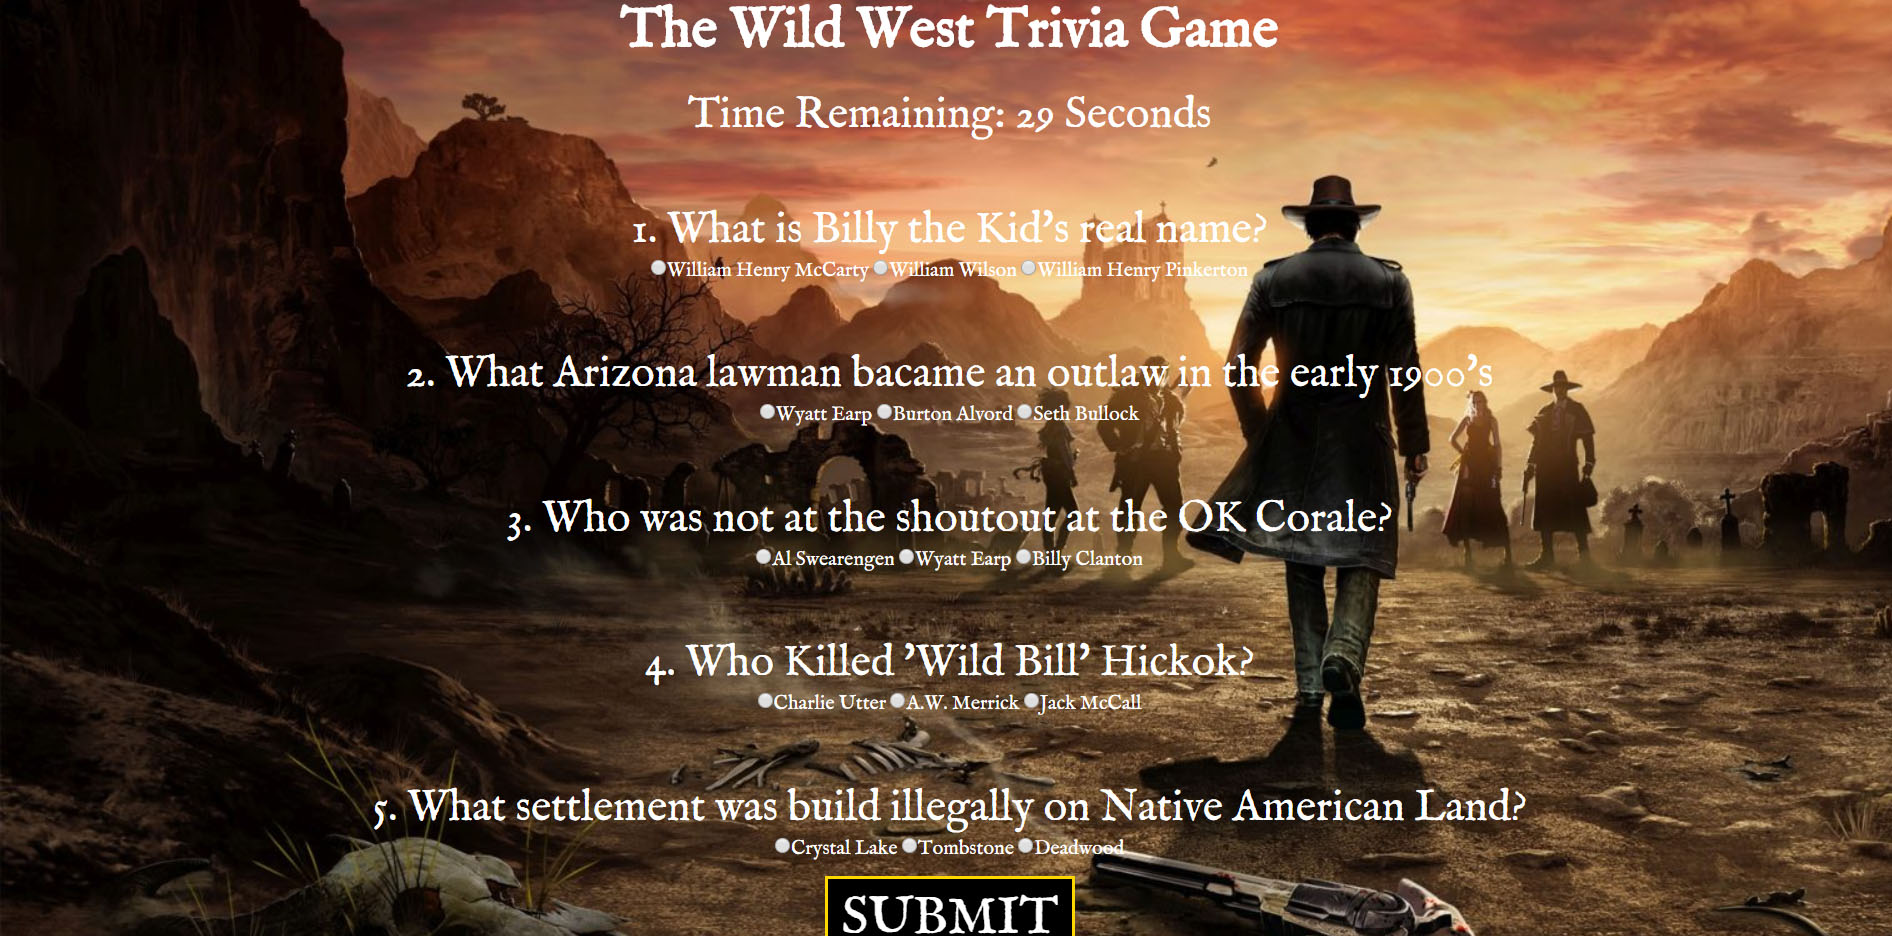 The Wild West Trivia Game
Time Remaining: 29 Seconds
1. What is Billy the Kid's real name?
William Henry McCarty William Wilson William Henry Pinkerton
2. What Arizona lawman bacame an outlaw in the early 1900's
Wyatt Earp Burton Alvord Seth Bullock
3. Who was not at the shoutout at the OK Corale?
Al Swearengen Wyatt Earp Billy Clanton
4. Who Killed 'Wild Bill' Hickok?
Charlie Utter A.W. Merrick Jack McCall
5. What settlement was build illegally on Native American Land?
Crystal Lake Tombstone Deadwood
SUBMIT